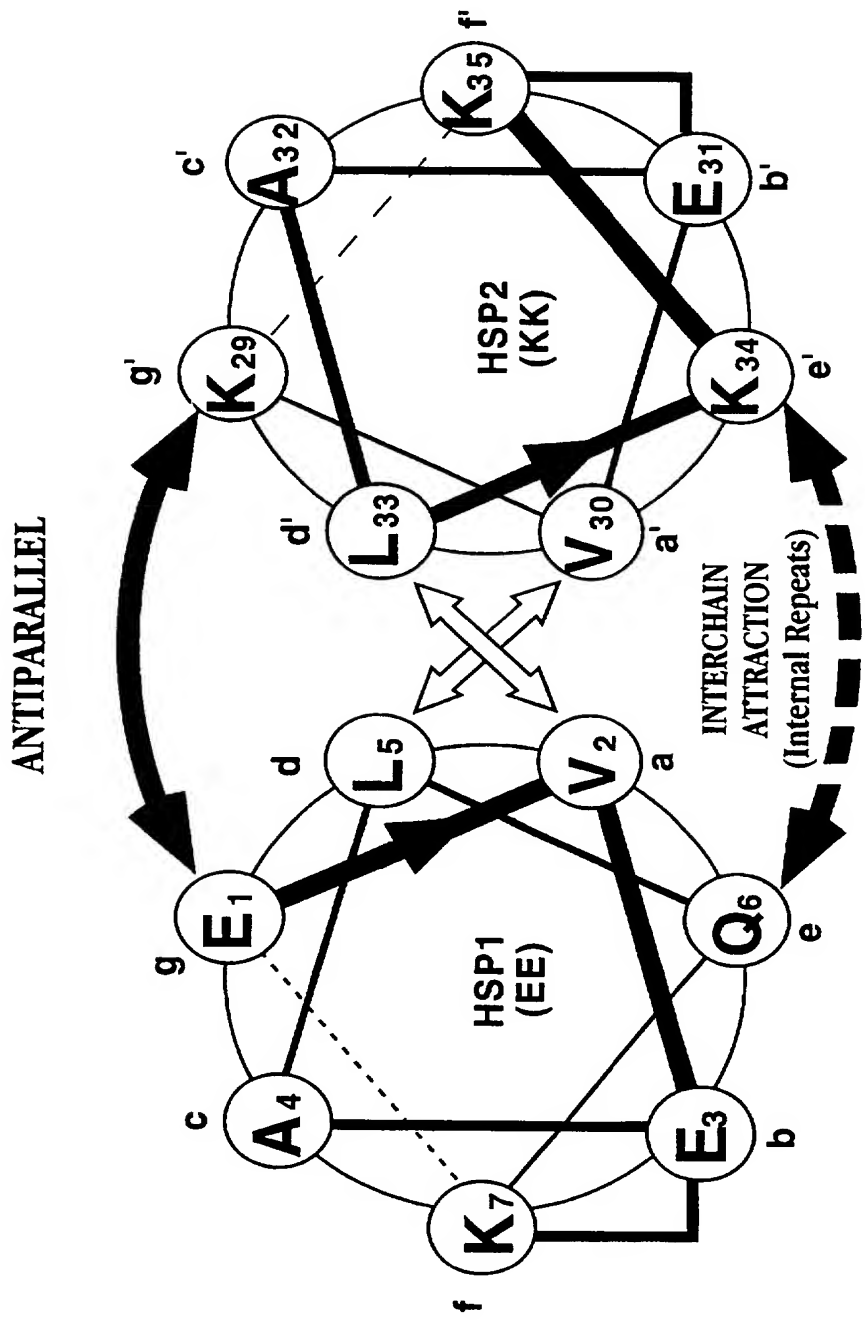 ANTIPARALLEL
g
E1
c
A4
d
L5
f
K7
HSP1
(EE)
V2
a
E3
b
Q6
e
g'
K29
c'
A32
d'
L33
f'
K35
HSP2
(KK)
V30
a'
E31
b'
K34
e'
INTERCHAIN
ATTRACTION
(Internal Repeats)